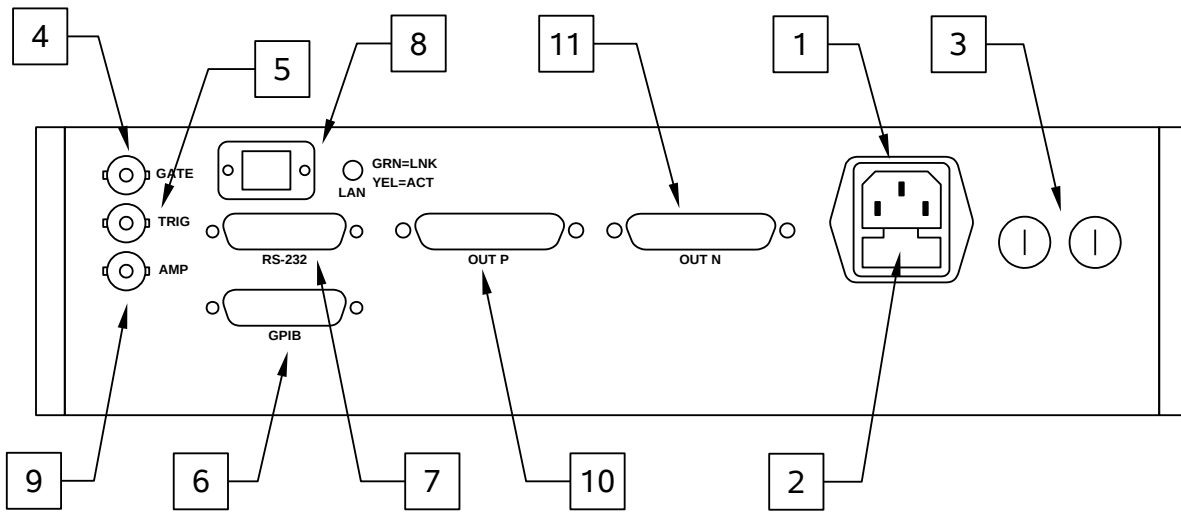 4
5
8
11
1
3
GATE
GRN=LNK
YEL=ACT
LAN
TRIG
RS-232
OUT P
OUT N
AMP
GPIB
9
6
7
10
2